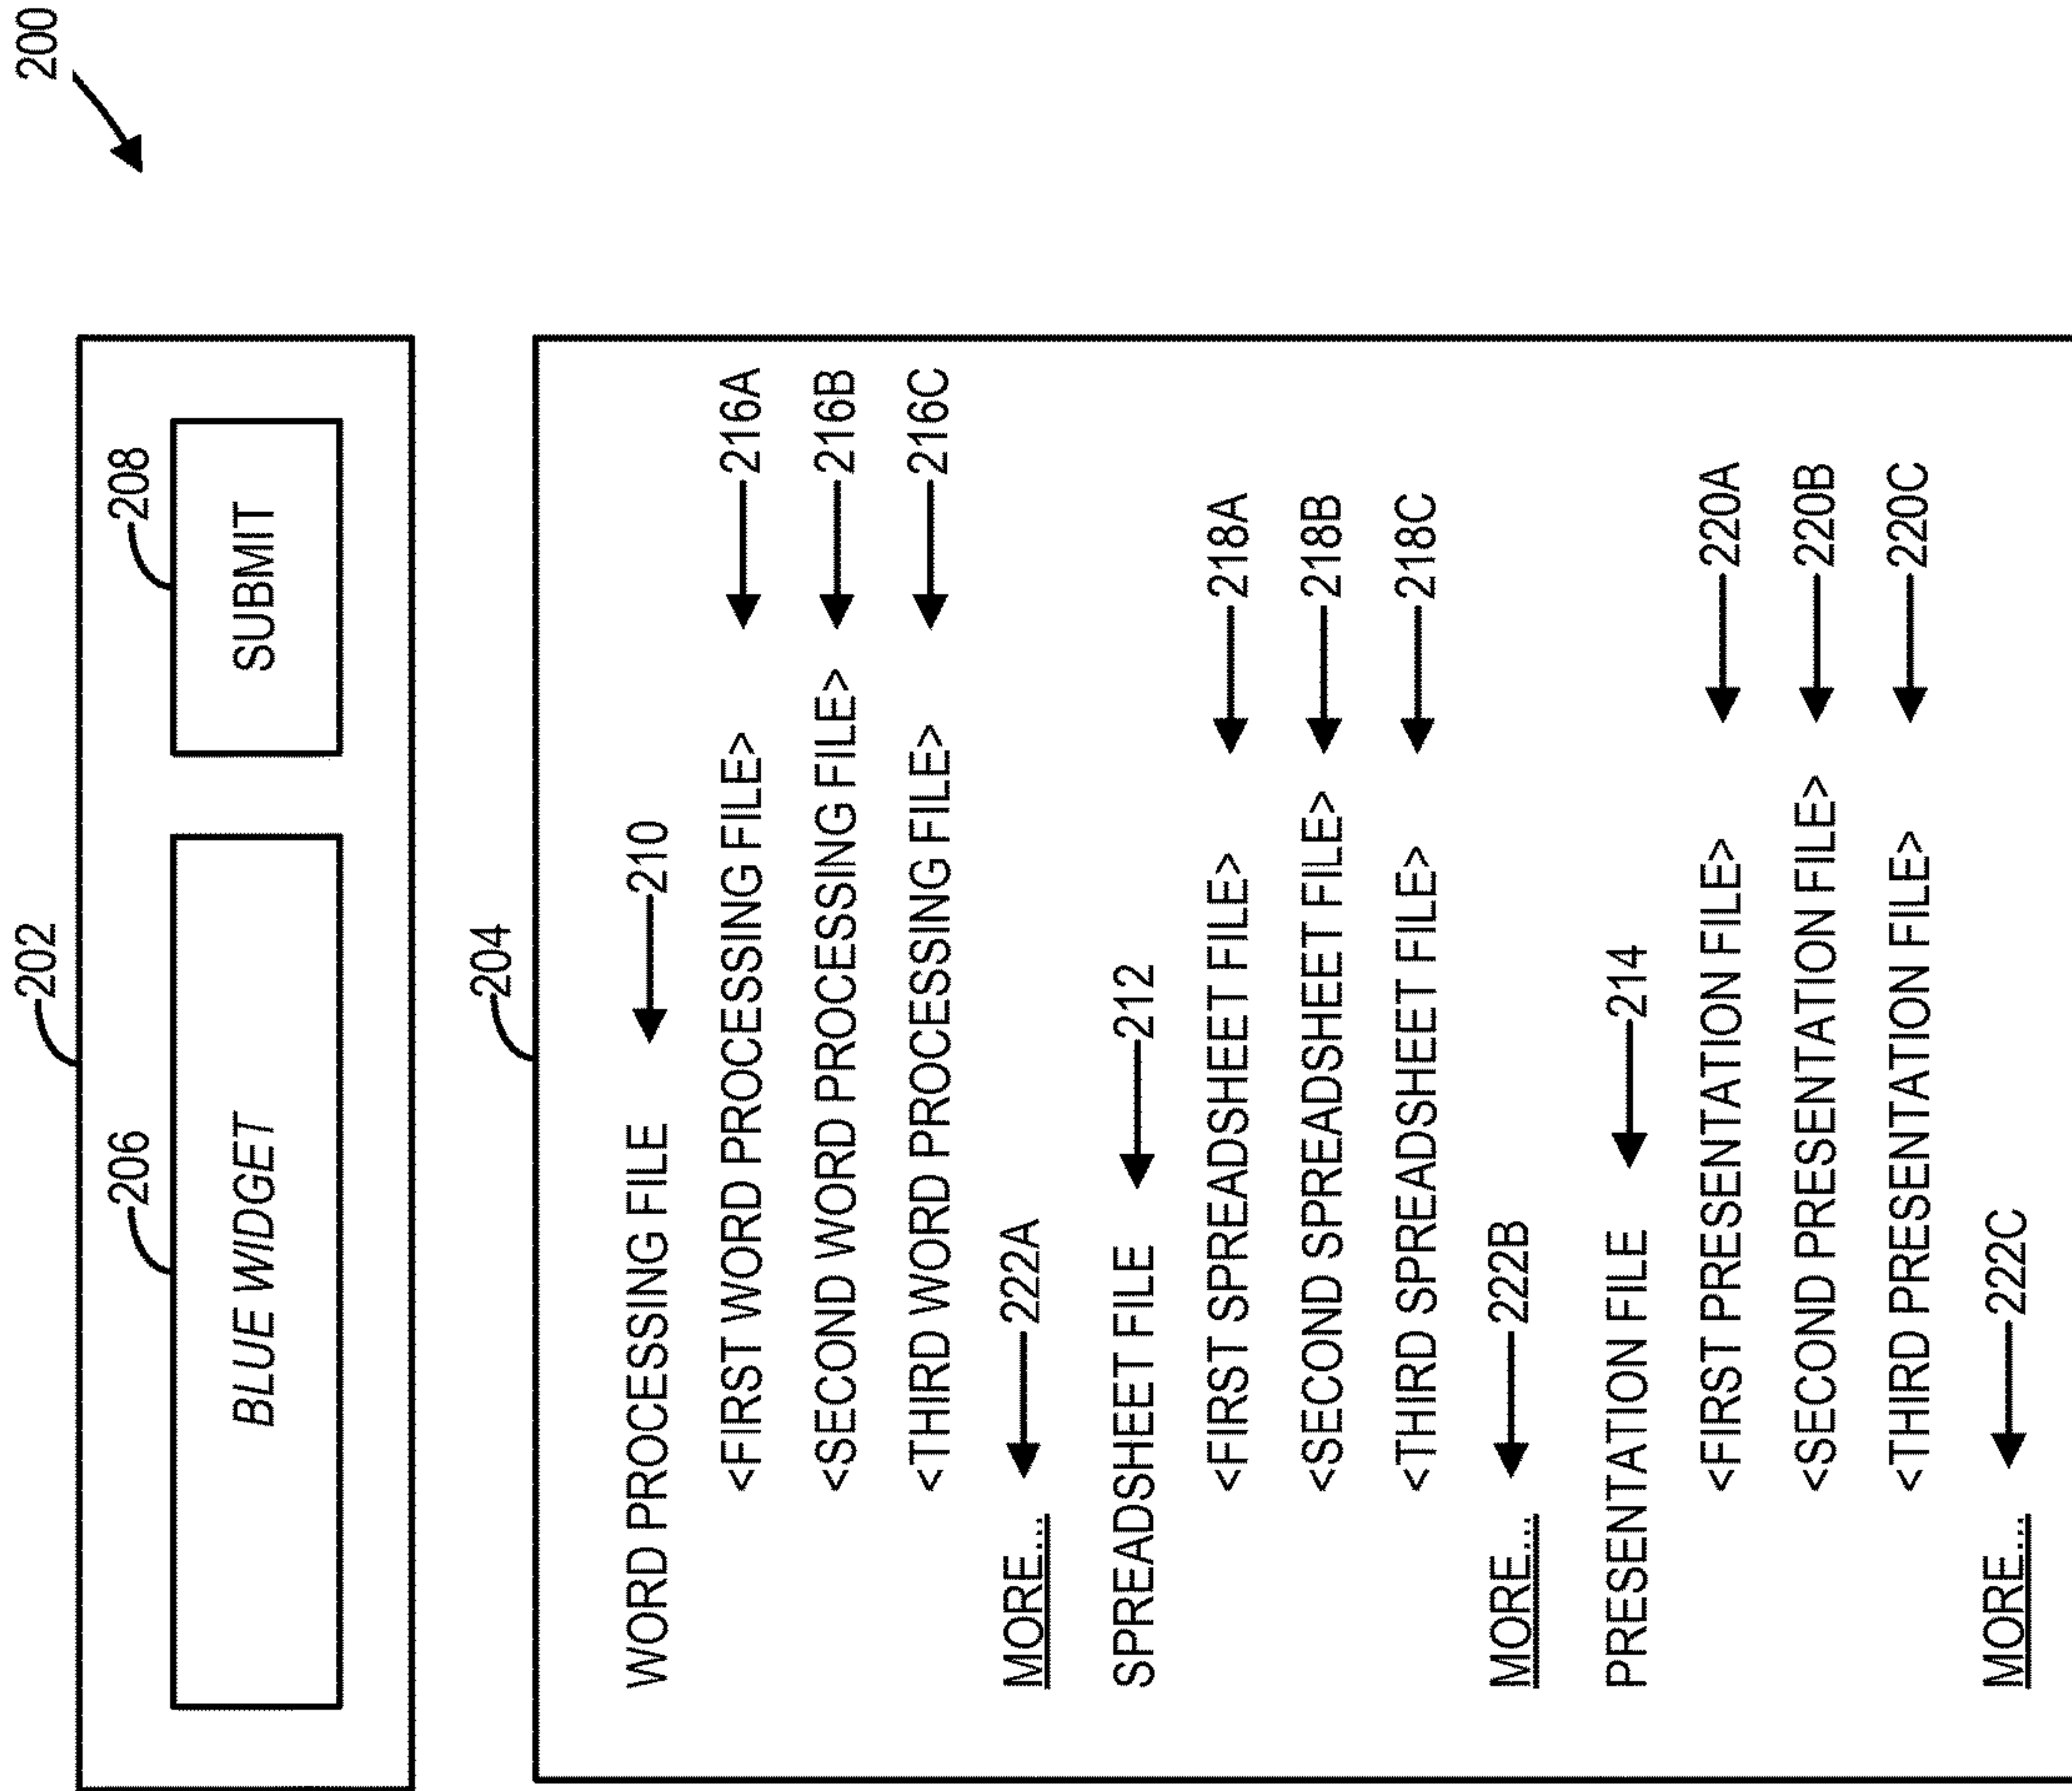 200
202
206
208
BLUE WIDGET SUBMIT
204
WORD PROCESSING FILE 210
<FIRST WORD PROCESSING FILE> 216A
<SECOND WORD PROCESSING FILE> 216B
<THIRD WORD PROCESSING FILE> 216C
MORE... 222A
SPREADSHEET FILE 212
<FIRST SPREADSHEET FILE> 218A
<SECOND SPREADSHEET FILE> 218B
<THIRD SPREADSHEET FILE> 218C
MORE... 222B
PRESENTATION FILE 214
<FIRST PRESENTATION FILE> 220A
<SECOND PRESENTATION FILE> 220B
<THIRD PRESENTATION FILE> 220C
MORE... 222C